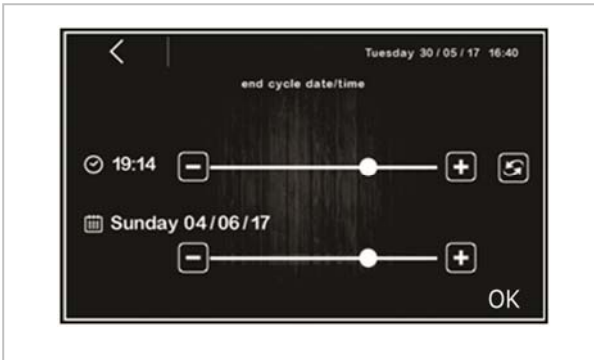 Tuesday 30 / 05 / 17 16:40
end cycle date/time
19:14
Sunday 04 / 06 / 17
OK